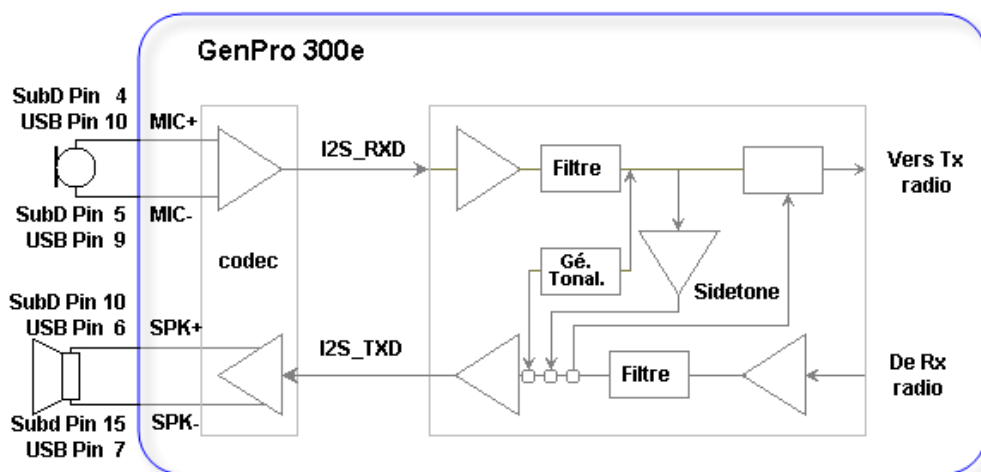 GenPro 300e
SubD Pin 4
USB Pin 10
MIC+
I2S_RXD
Filtre
Vers Tx
radio
SubD Pin 5
USB Pin 9
MIC-
codec
Gé.
Tonal.
Sidetone
SubD Pin 10
USB Pin 6
SPK+
I2S_TXD
Filtre
De Rx
radio
Subd Pin 15
USB Pin 7
SPK-